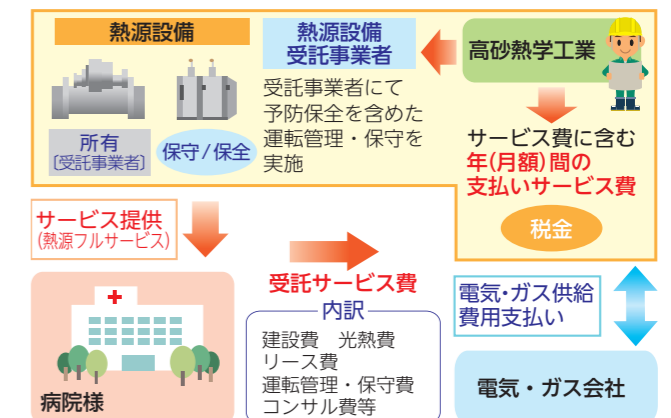 熱源設備
所有
〔受託事業者〕
保守/保全
熱源設備
受託事業者
受託事業者にて
予防保全を含めた
運転管理・保守を
実施
高砂熱学工業
サービス費に含む
年(月額)間の
支払いサービス費
税金
サービス提供
(熱源フルサービス)
病院様
受託サービス費
内訳
建設費 光熱費
リース費
運転管理・保守費
コンサル費等
電気・ガス供給
費用支払い
電気・ガス会社